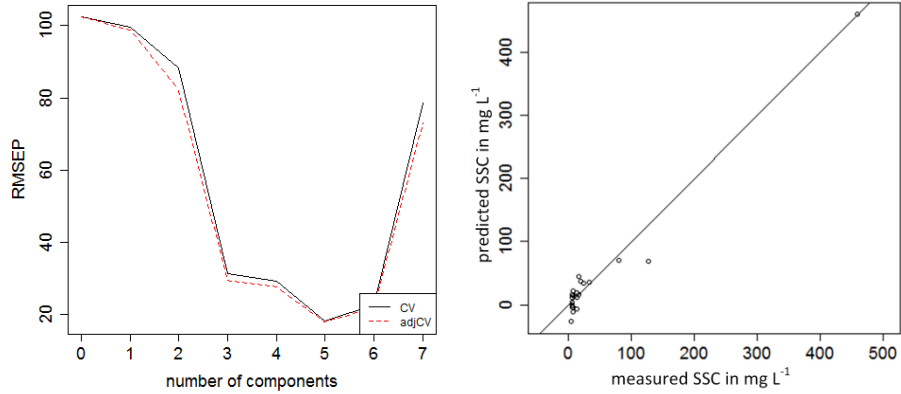 RMSEP
100
80
60
40
20
0 1 2 3 4 5 6 7
number of components
CV
adjCV
predicted SSC in mg L⁻¹
400
300
200
100
0
0 100 200 300 400 500
measured SSC in mg L⁻¹